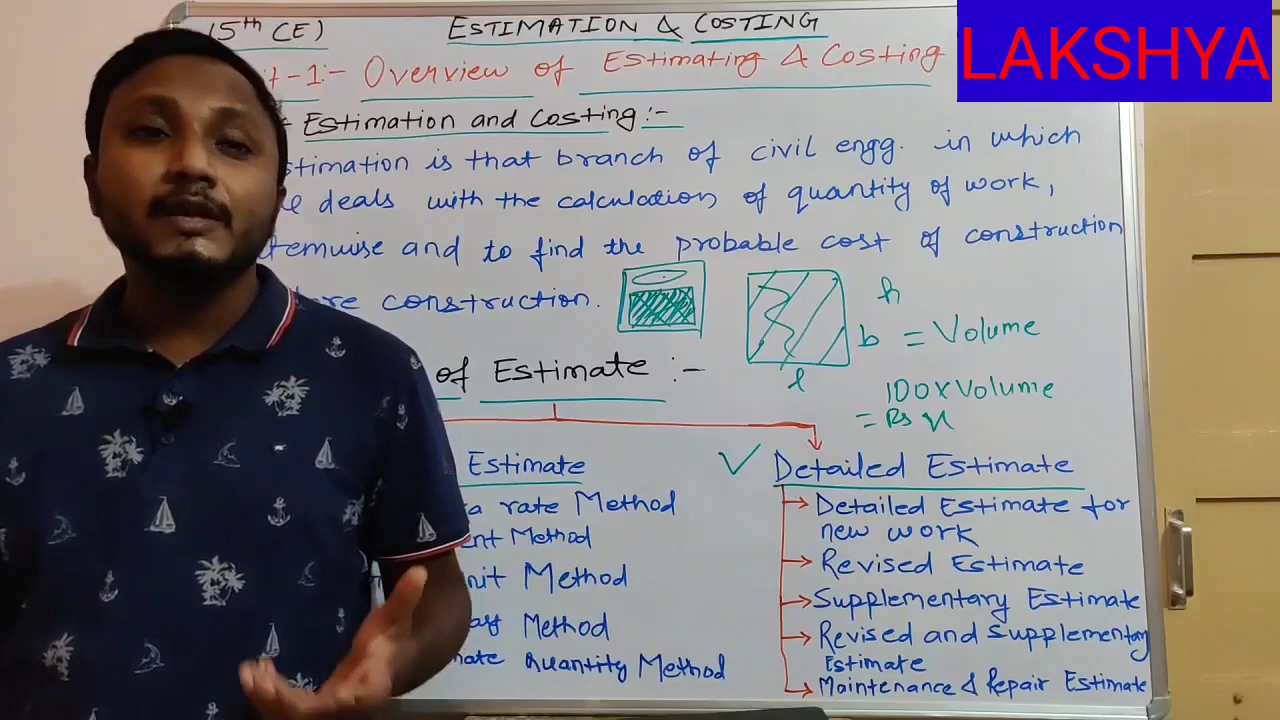 (5th CE) ESTIMATION & COSTING
LAKSHYA
it-1:- Overview of Estimating & Costing
Estimation and Costing:-
stimation is that branch of civil engg. in which
deals with the calculation of quantity of work,
temwise and to find the probable cost of construction
ore construction.
h
b = Volume
l
100 x Volume
= Rs x
of Estimate :-
Estimate
a rate Method
ent Method
nit Method
Method
mate Quantity Method
✓ Detailed Estimate
→ Detailed Estimate for
new work
→ Revised Estimate
→ Supplementary Estimate
→ Revised and supplementary
Estimate
→ Maintenance & Repair Estimate